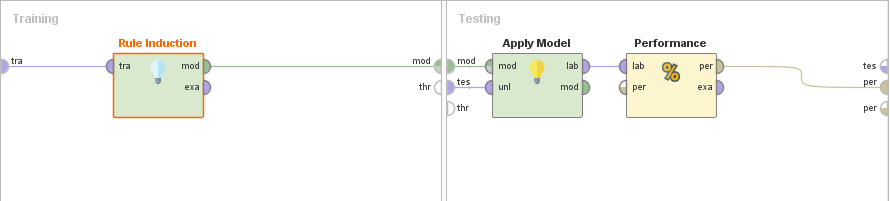 Training
Testing
Rule Induction
Apply Model
Performance
tra
tra
mod
exa
mod
thr
mod
tes
thr
mod
unl
lab
mod
lab
per
%
per
exa
tes
per
per